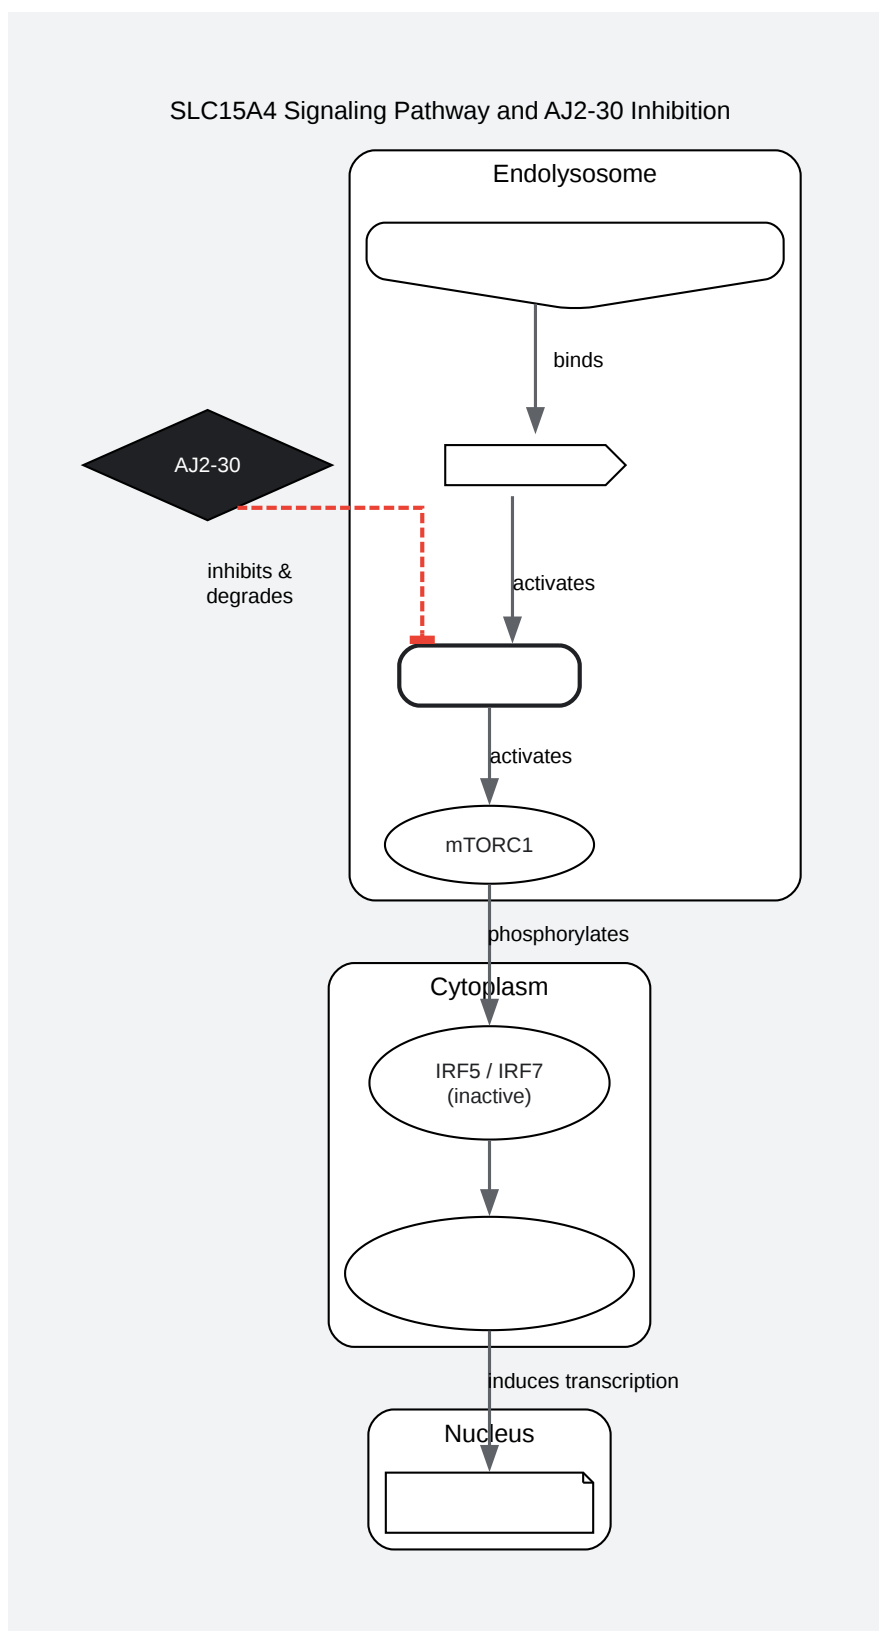 SLC15A4 Signaling Pathway and AJ2-30 Inhibition
Endolysosome
binds
AJ2-30
inhibits &
degrades
activates
activates
mTORC1
phosphorylates
Cytoplasm
IRF5 / IRF7
(inactive)
induces transcription
Nucleus